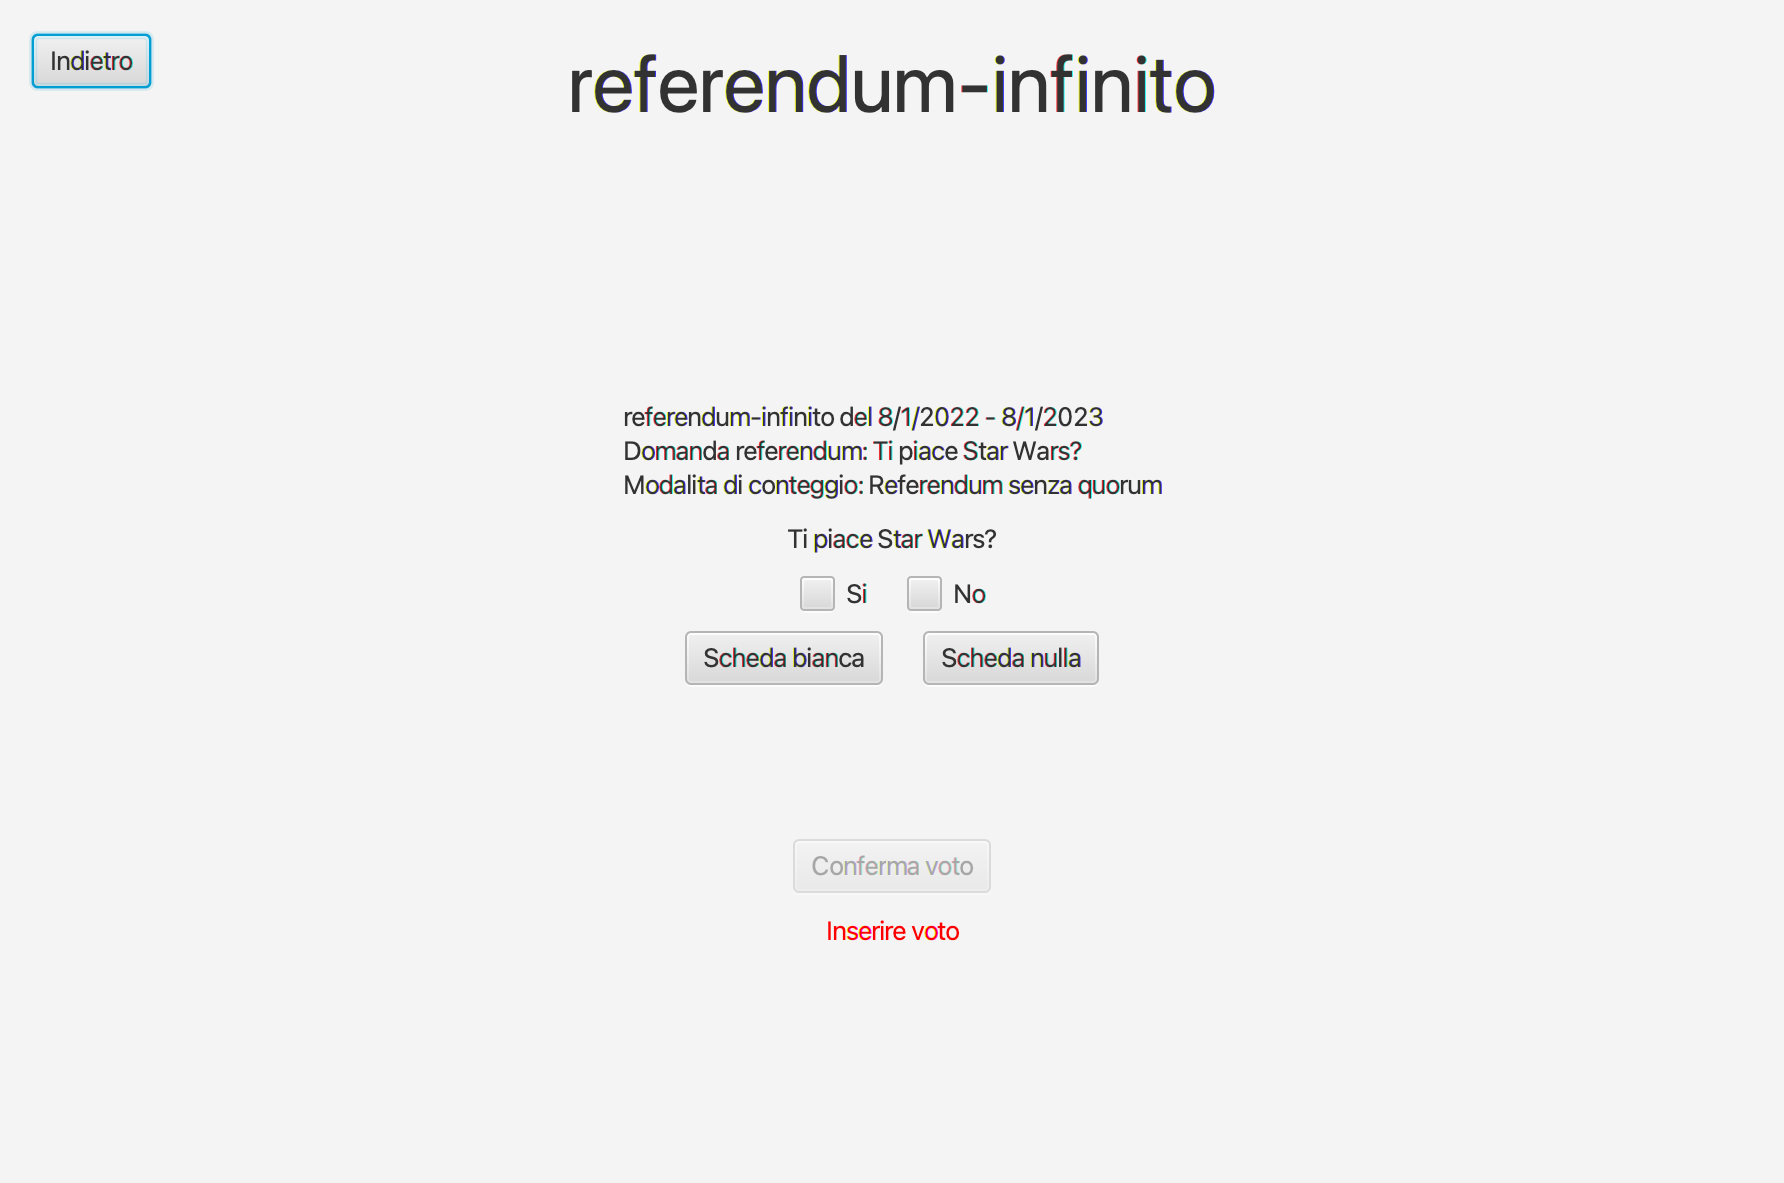 Indietro
referendum-infinito
referendum-infinito del 8/1/2022 - 8/1/2023
Domanda referendum: Ti piace Star Wars?
Modalita di conteggio: Referendum senza quorum
Ti piace Star Wars?
Si No
Scheda bianca Scheda nulla
Conferma voto
Inserire voto